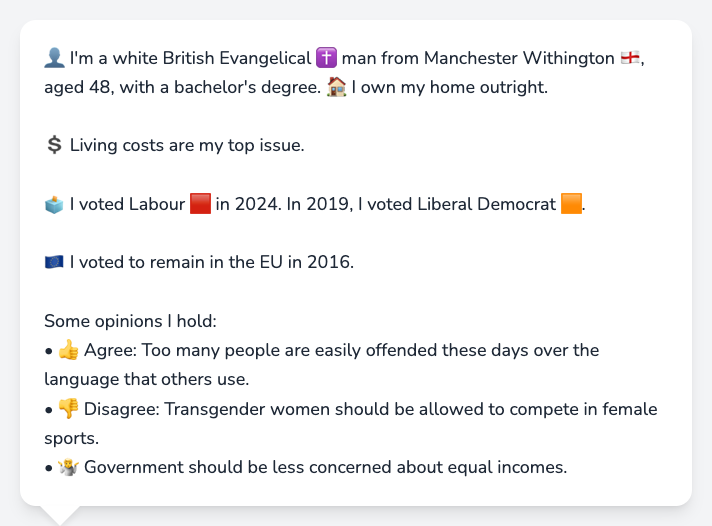 👤 I'm a white British Evangelical ✝️ man from Manchester Withington 🏴󠁧󠁢󠁥󠁮󠁧󠁿,
aged 48, with a bachelor's degree. 🏠 I own my home outright.
💲 Living costs are my top issue.
🗳️ I voted Labour 🟥 in 2024. In 2019, I voted Liberal Democrat 🟧.
🇪🇺 I voted to remain in the EU in 2016.
Some opinions I hold:
• 👍 Agree: Too many people are easily offended these days over the
language that others use.
• 👎 Disagree: Transgender women should be allowed to compete in female
sports.
• 🤷 Government should be less concerned about equal incomes.